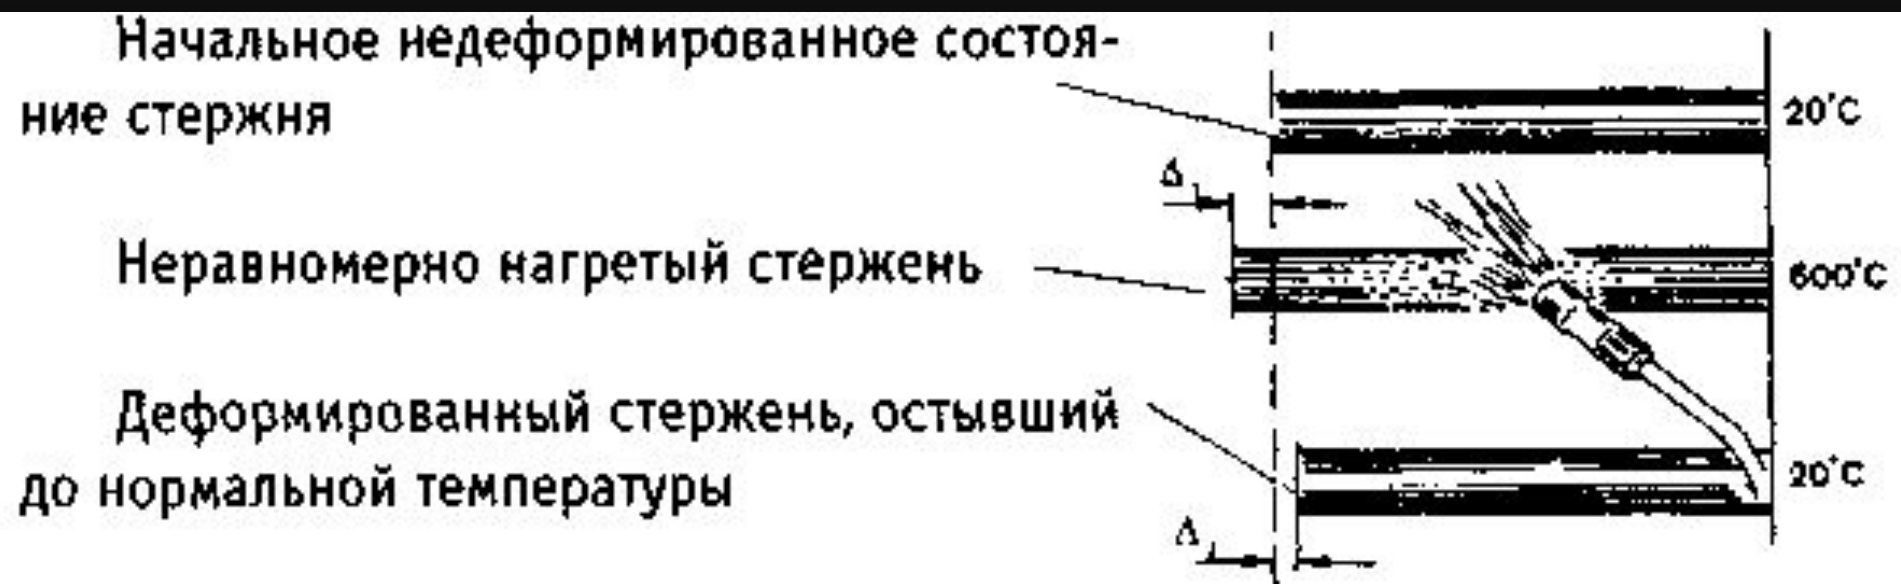 Начальное недеформированное состоя-
ние стержня
20°C
Δ
Неравномерно нагретый стержень
600°C
Деформированный стержень, остывший
до нормальной температуры
20°C
Δ